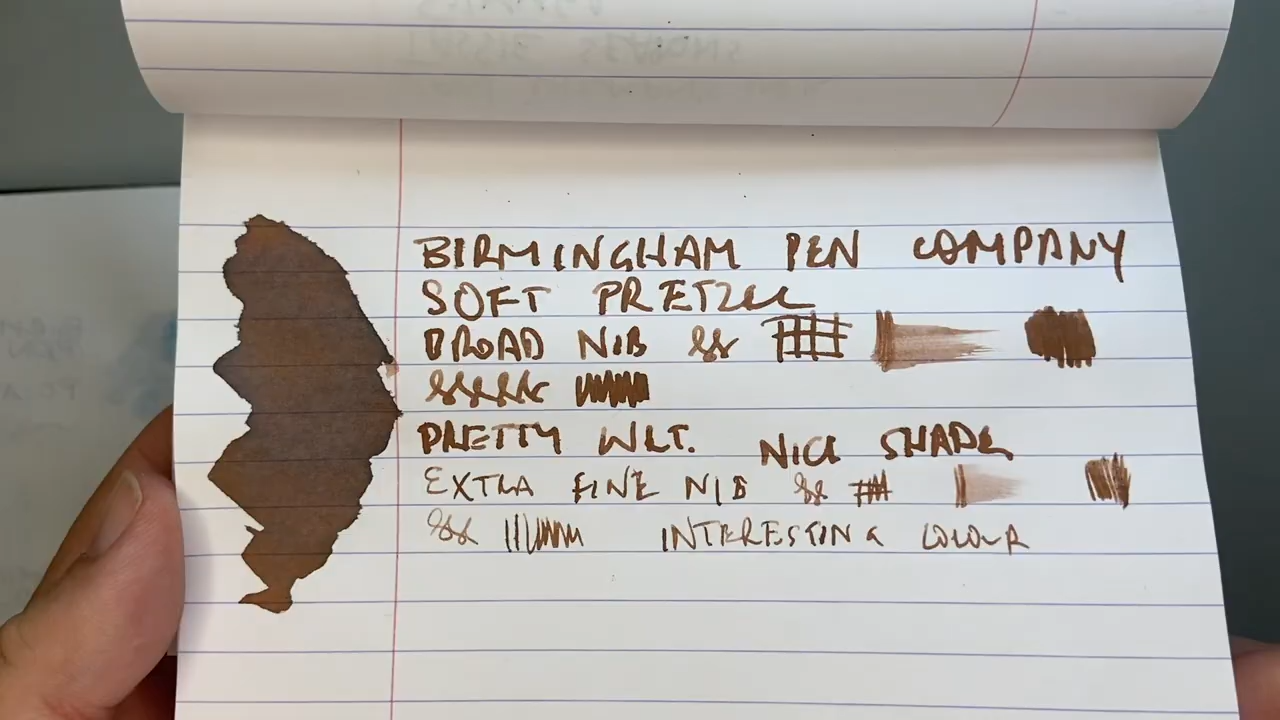 BIRMINGHAM PEN COMPANY
SOFT PRETZEL
BROAD NIB
PRETTY WET. NICE SHADE
EXTRA FINE NIB
INTERESTING COLOUR